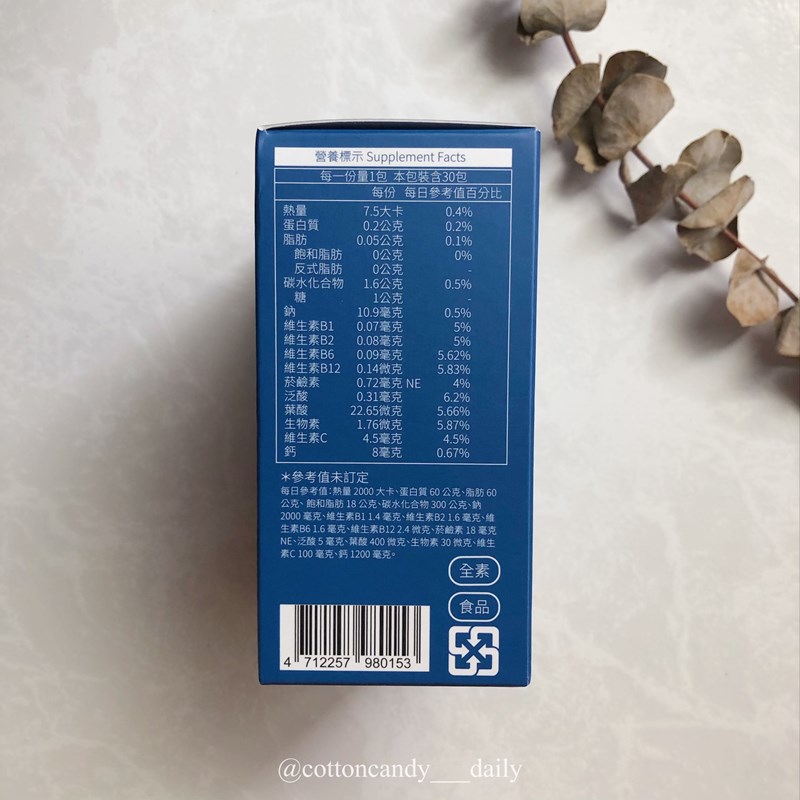 營養標示 Supplement Facts
每一份量1包 本包裝含30包
每份 每日參考值百分比
熱量 7.5大卡 0.4%
蛋白質 0.2公克 0.2%
脂肪 0.05公克 0.1%
飽和脂肪 0公克 0%
反式脂肪 0公克 -
碳水化合物 1.6公克 0.5%
糖 1公克 -
鈉 10.9毫克 0.5%
維生素B1 0.07毫克 5%
維生素B2 0.08毫克 5%
維生素B6 0.09毫克 5.62%
維生素B12 0.14微克 5.83%
菸鹼素 0.72毫克 NE 4%
泛酸 0.31毫克 6.2%
葉酸 22.65微克 5.66%
生物素 1.76微克 5.87%
維生素C 4.5毫克 4.5%
鈣 8毫克 0.67%
＊參考值未訂定
每日參考值：熱量 2000 大卡、蛋白質 60 公克、脂肪 60
公克、飽和脂肪 18 公克、碳水化合物 300 公克、鈉
2000 毫克、維生素B1 1.4 毫克、維生素B2 1.6 毫克、維
生素B6 1.6 毫克、維生素B12 2.4 微克、菸鹼素 18 毫克
NE、泛酸 5 毫克、葉酸 400 微克、生物素 30 微克、維生
素C 100 毫克、鈣 1200 毫克。
全素
食品
4 712257 980153
@cottoncandy___daily